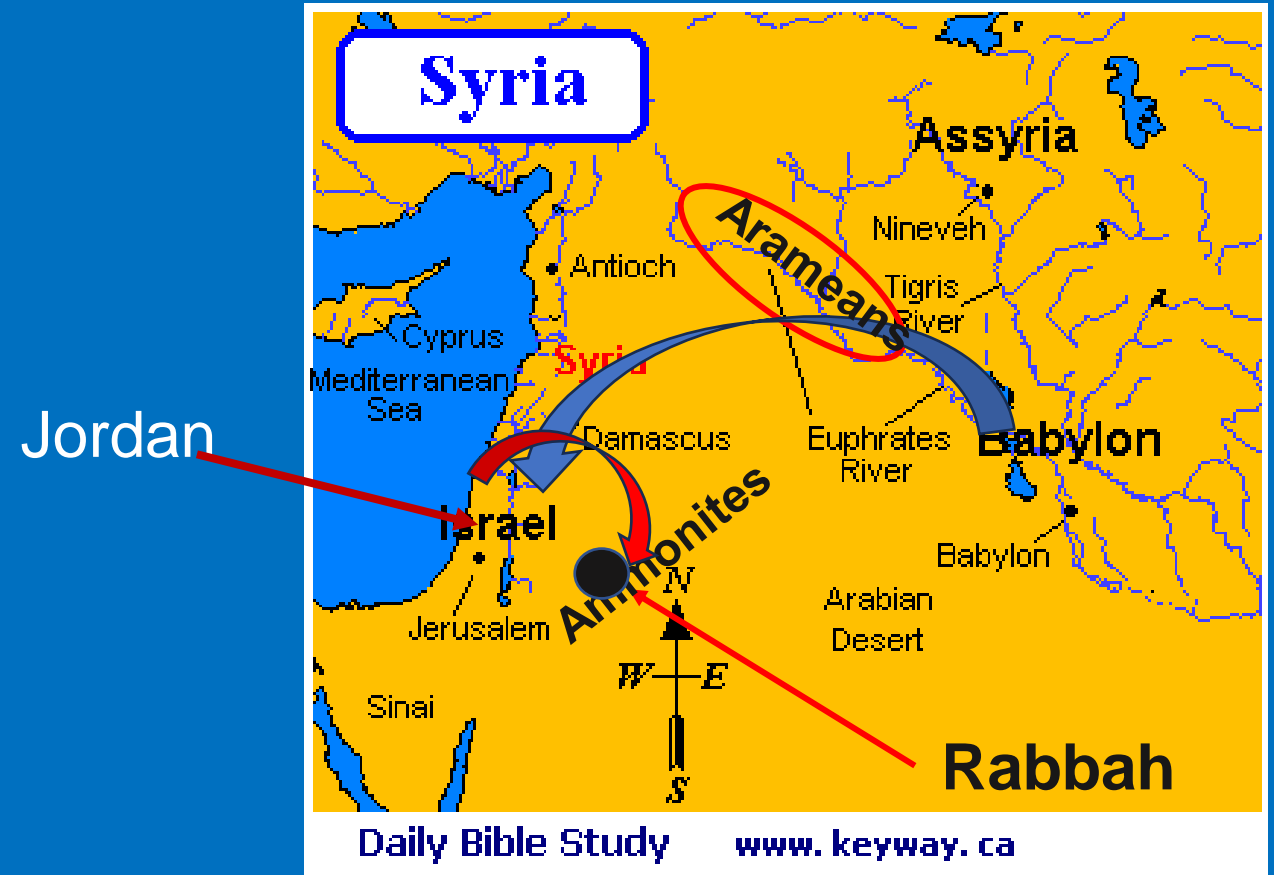 Syria
Assyria
Nineveh
Arameans
Antioch
Tigris
River
Cyprus
Syria
Mediterranean
Sea
Jordan
Damascus
Euphrates
River
Babylon
Israel
Ammonites
Babylon
N
Arabian
Desert
Jerusalem
W E
Sinai
Rabbah
S
Daily Bible Study www.keyway.ca